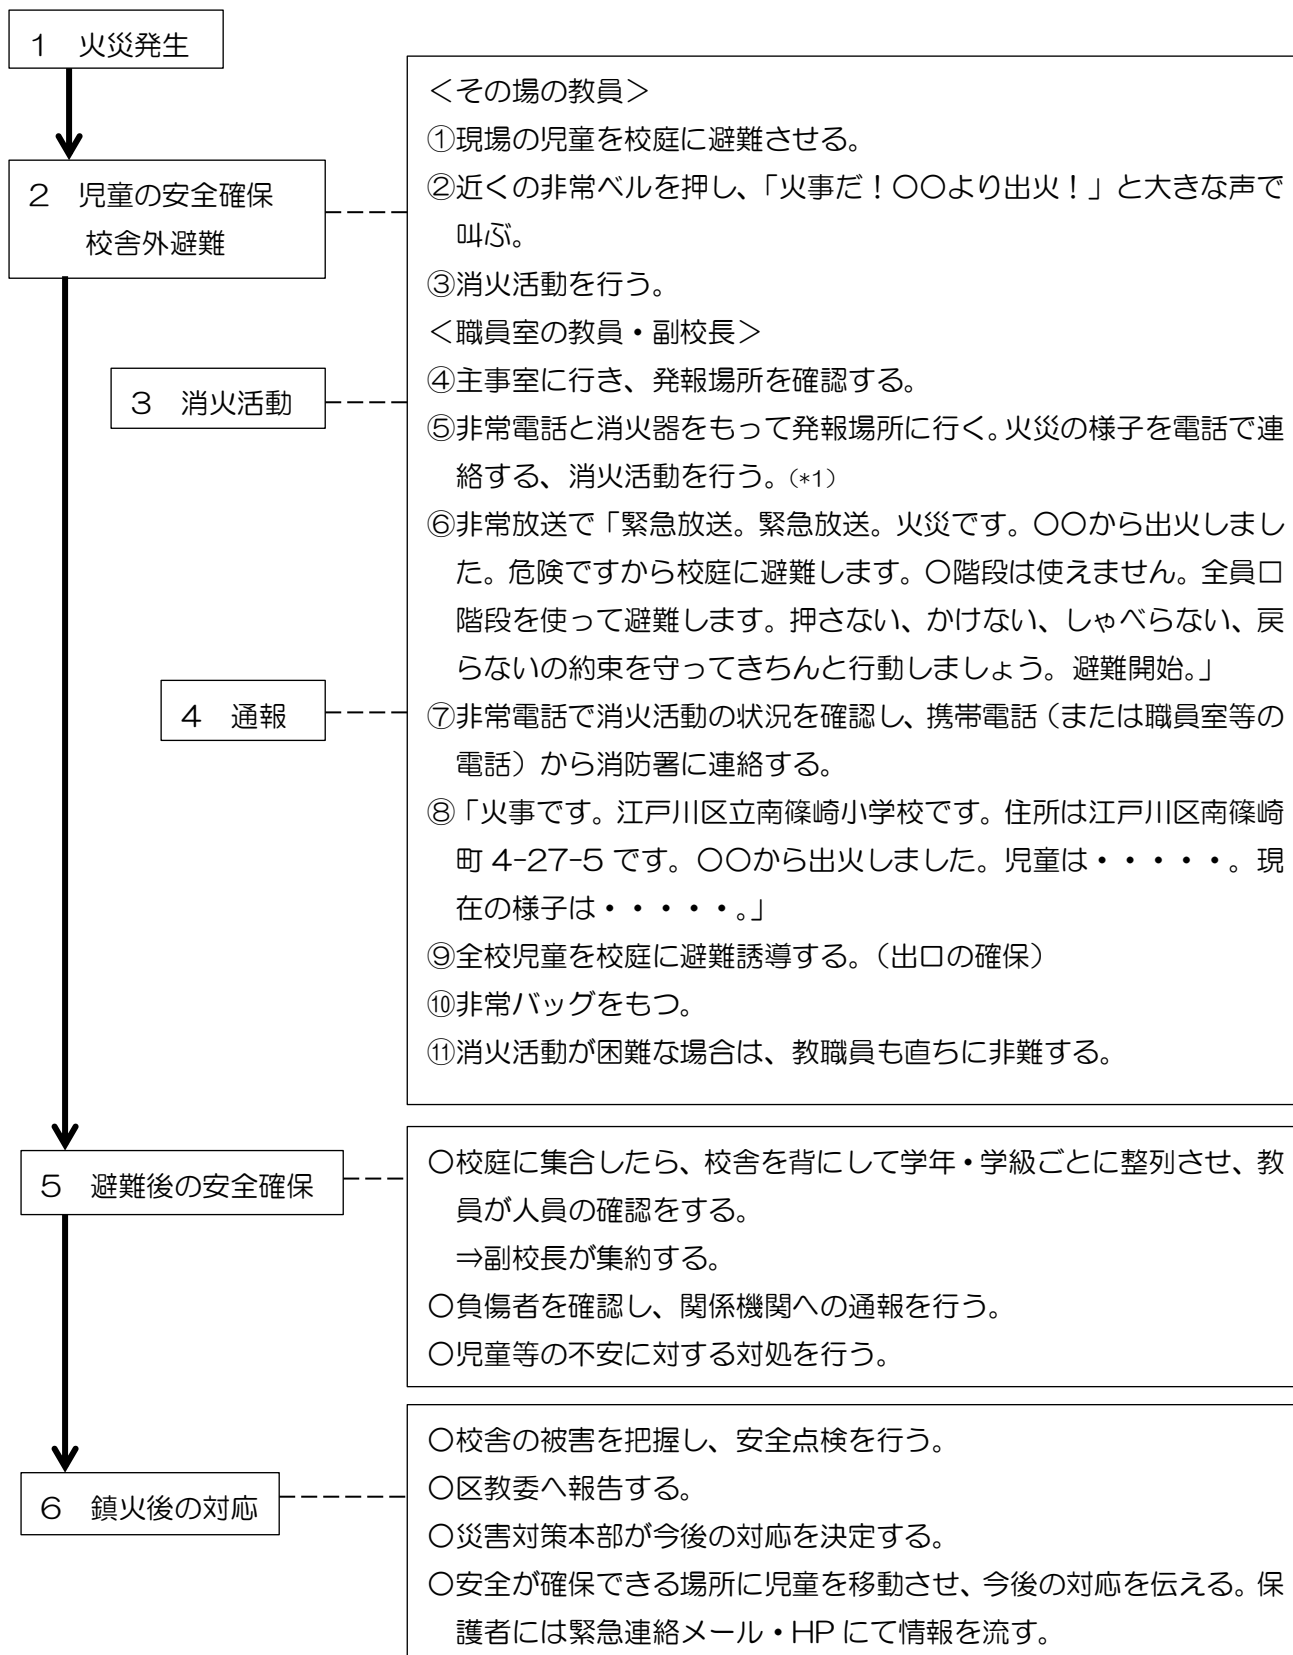 1　火災発生
2　児童の安全確保
校舎外避難
＜その場の教員＞
①現場の児童を校庭に避難させる。
②近くの非常ベルを押し、「火事だ！〇〇より出火！」と大きな声で
叫ぶ。
③消火活動を行う。
＜職員室の教員・副校長＞
3　消火活動
④主事室に行き、発報場所を確認する。
⑤非常電話と消火器をもって発報場所に行く。火災の様子を電話で連
絡する、消火活動を行う。(*1)
⑥非常放送で「緊急放送。緊急放送。火災です。〇〇から出火しまし
た。危険ですから校庭に避難します。〇階段は使えません。全員口
階段を使って避難します。押さない、かけない、しゃべらない、戻
らないの約束を守ってきちんと行動しましょう。避難開始。」
4　通報
⑦非常電話で消火活動の状況を確認し、携帯電話（または職員室等の
電話）から消防署に連絡する。
⑧「火事です。江戸川区立南篠崎小学校です。住所は江戸川区南篠崎
町 4-27-5 です。〇〇から出火しました。児童は・・・・・。現
在の様子は・・・・・。」
⑨全校児童を校庭に避難誘導する。（出口の確保）
⑩非常バッグをもつ。
⑪消火活動が困難な場合は、教職員も直ちに非難する。
5　避難後の安全確保
〇校庭に集合したら、校舎を背にして学年・学級ごとに整列させ、教
員が人員の確認をする。
⇒副校長が集約する。
〇負傷者を確認し、関係機関への通報を行う。
〇児童等の不安に対する対処を行う。
6　鎮火後の対応
〇校舎の被害を把握し、安全点検を行う。
〇区教委へ報告する。
〇災害対策本部が今後の対応を決定する。
〇安全が確保できる場所に児童を移動させ、今後の対応を伝える。保
護者には緊急連絡メール・HP にて情報を流す。